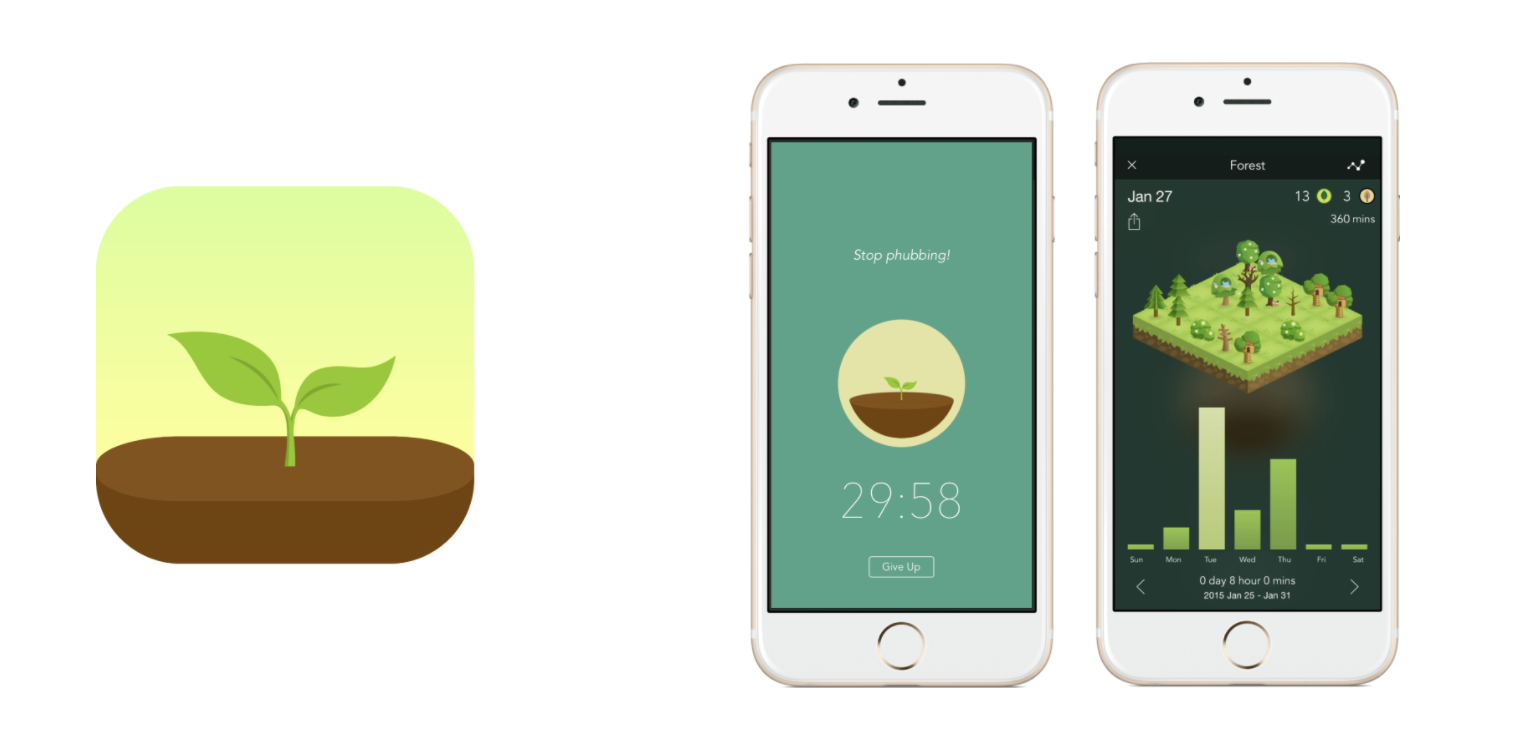 Stop phubbing!
29:58
Give Up
Forest
Jan 27
13 3
360 mins
Sun Mon Tue Wed Thu Fri Sat
0 day 8 hour 0 mins
2015 Jan 25 - Jan 31